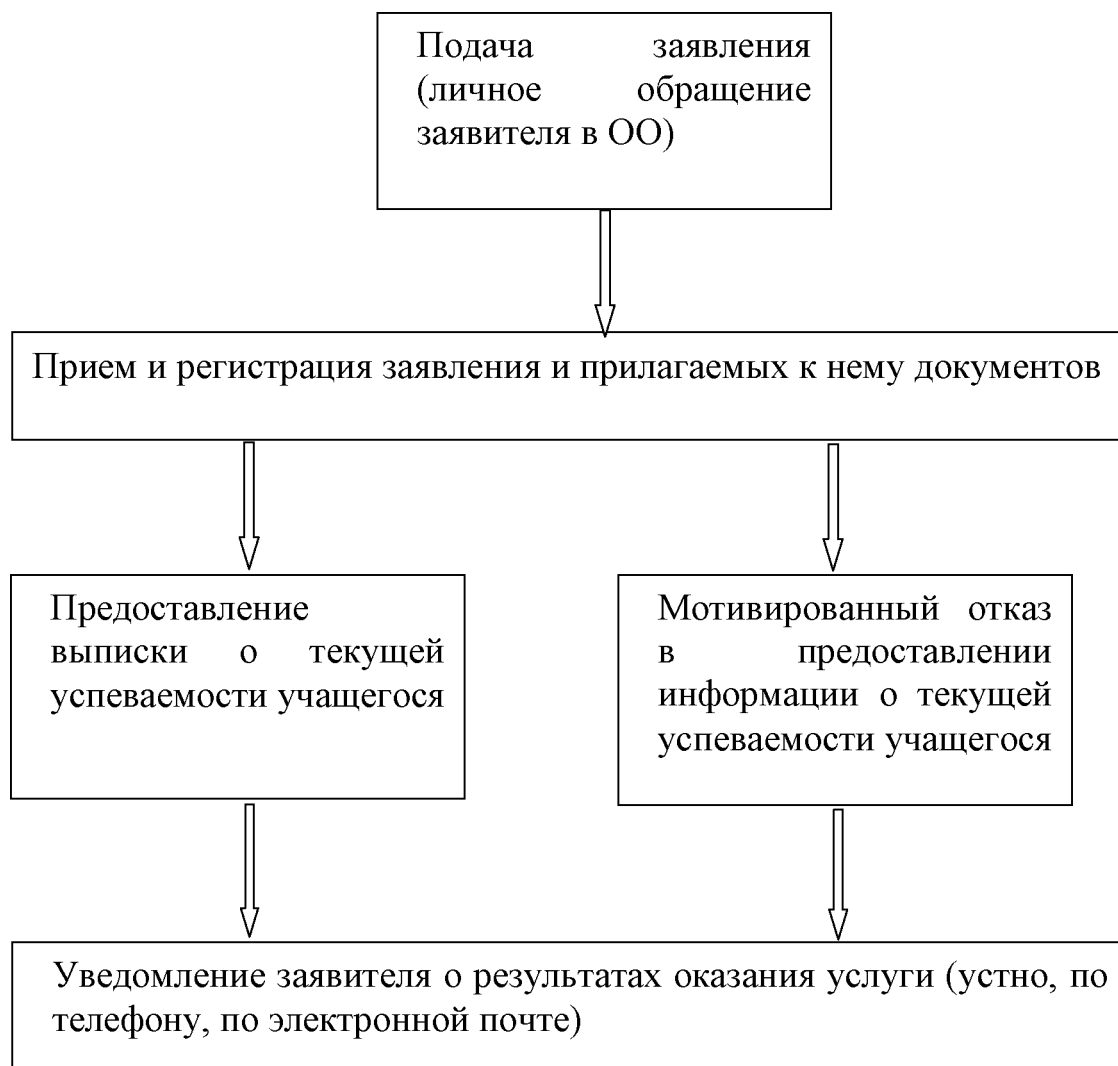 Подача заявления
(личное обращение
заявителя в ОО)
Прием и регистрация заявления и прилагаемых к нему документов
Предоставление
выписки о текущей
успеваемости учащегося
Мотивированный отказ
в предоставлении
информации о текущей
успеваемости учащегося
Уведомление заявителя о результатах оказания услуги (устно, по
телефону, по электронной почте)